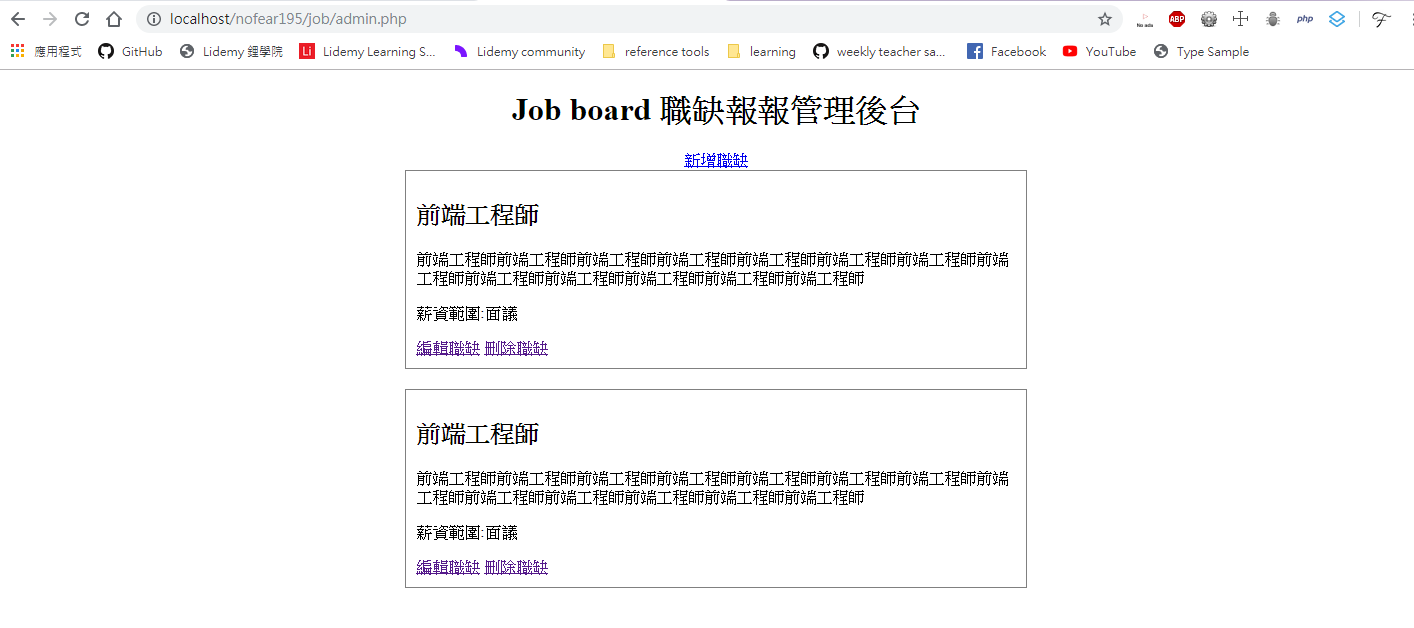 localhost/nofear195/job/admin.php
No ads ABP php
應用程式 GitHub Lidemy 鋰學院 Li Lidemy Learning S... Lidemy community reference tools learning weekly teacher sa... Facebook YouTube Type Sample
Job board 職缺報報管理後台
新增職缺
前端工程師
前端工程師前端工程師前端工程師前端工程師前端工程師前端工程師前端工程師前端
工程師前端工程師前端工程師前端工程師前端工程師前端工程師
薪資範圍:面議
編輯職缺 刪除職缺
前端工程師
前端工程師前端工程師前端工程師前端工程師前端工程師前端工程師前端工程師前端
工程師前端工程師前端工程師前端工程師前端工程師前端工程師
薪資範圍:面議
編輯職缺 刪除職缺